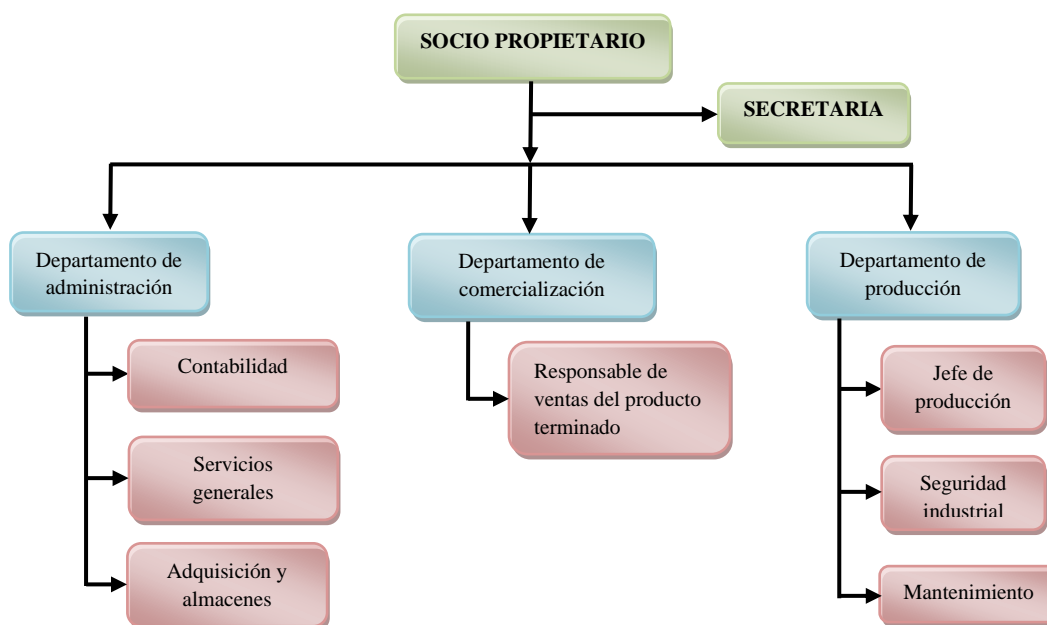 SOCIO PROPIETARIO
SECRETARIA
Departamento de
administración
Departamento de
comercialización
Departamento de
producción
Contabilidad
Servicios
generales
Adquisición y
almacenes
Responsable de
ventas del producto
terminado
Jefe de
producción
Seguridad
industrial
Mantenimiento